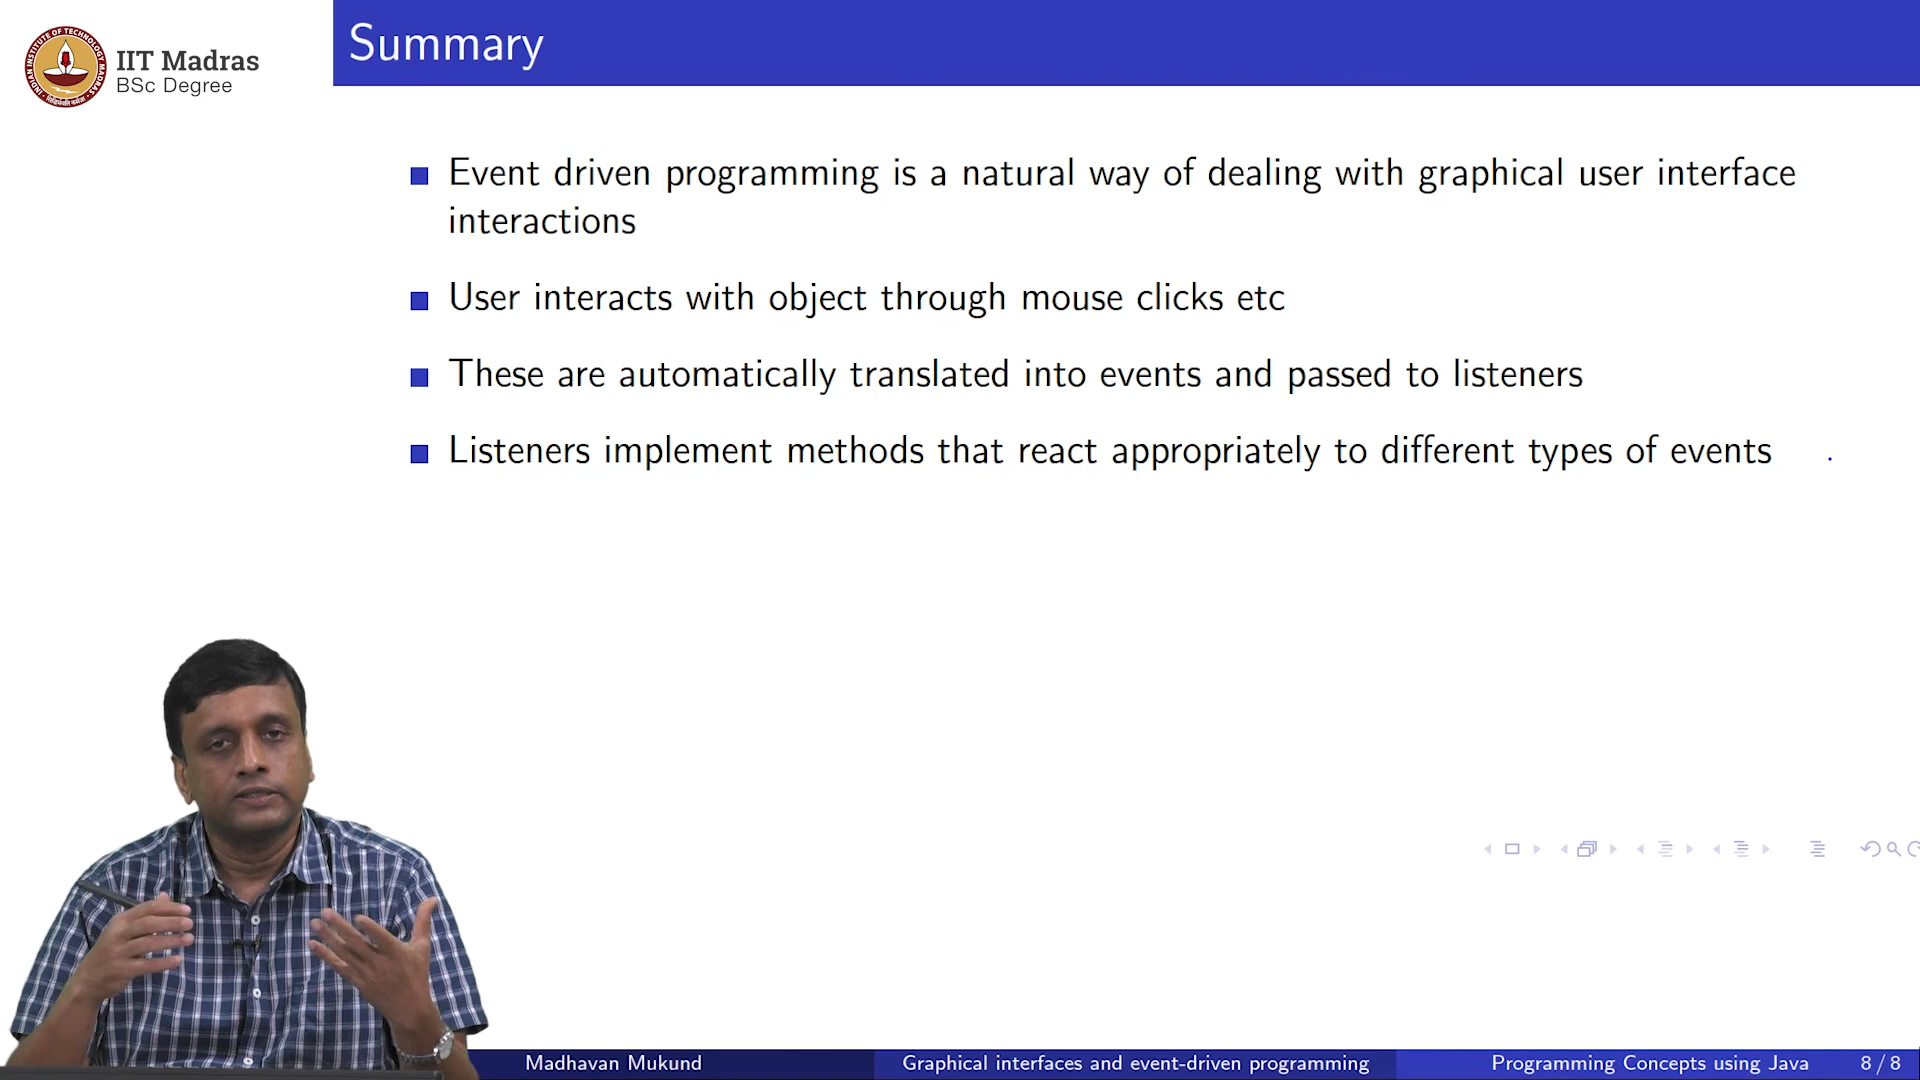 IIT Madras
BSc Degree
Summary
Event driven programming is a natural way of dealing with graphical user interface
interactions
User interacts with object through mouse clicks etc
These are automatically translated into events and passed to listeners
Listeners implement methods that react appropriately to different types of events
Madhavan Mukund
Graphical interfaces and event-driven programming
Programming Concepts using Java
8 / 8